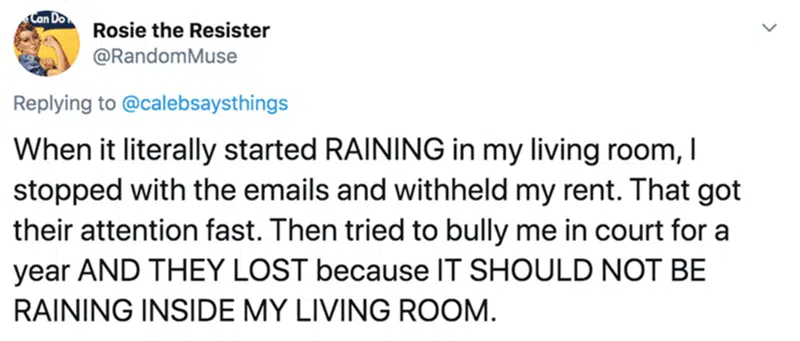 Can Do
Rosie the Resister
@RandomMuse
Replying to @calebsaysthings
When it literally started RAINING in my living room, I
stopped with the emails and withheld my rent. That got
their attention fast. Then tried to bully me in court for a
year AND THEY LOST because IT SHOULD NOT BE
RAINING INSIDE MY LIVING ROOM.